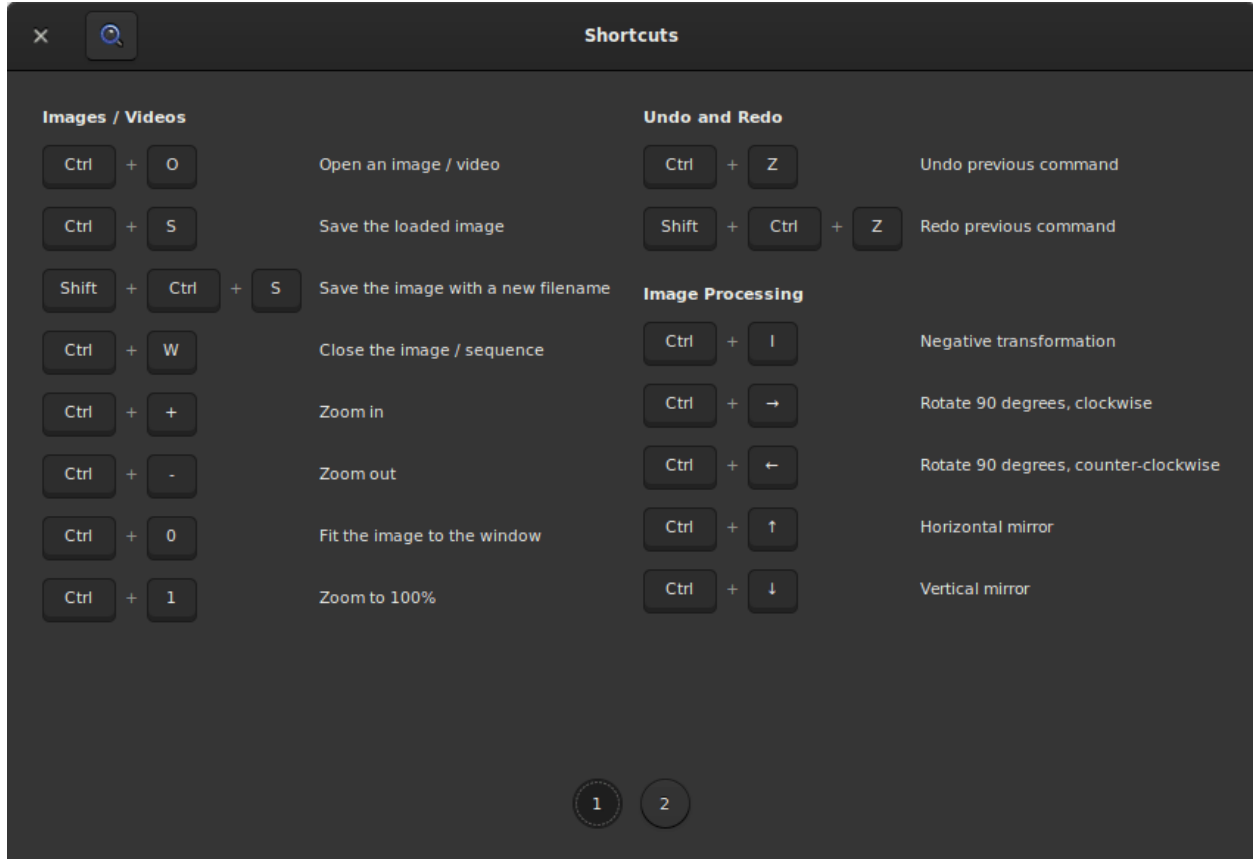 Shortcuts
Images / Videos
Ctrl + O Open an image / video
Ctrl + S Save the loaded image
Shift + Ctrl + S Save the image with a new filename
Ctrl + W Close the image / sequence
Ctrl + + Zoom in
Ctrl + - Zoom out
Ctrl + 0 Fit the image to the window
Ctrl + 1 Zoom to 100%
Undo and Redo
Ctrl + Z Undo previous command
Shift + Ctrl + Z Redo previous command
Image Processing
Ctrl + I Negative transformation
Ctrl + → Rotate 90 degrees, clockwise
Ctrl + ← Rotate 90 degrees, counter-clockwise
Ctrl + ↑ Horizontal mirror
Ctrl + ↓ Vertical mirror
1 2